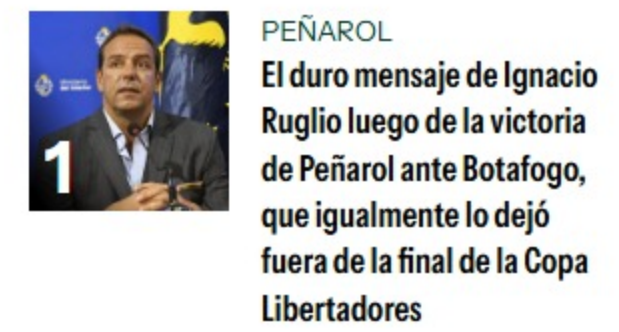 1
PEÑAROL
El duro mensaje de Ignacio
Ruglio luego de la victoria
de Peñarol ante Botafogo,
que igualmente lo dejó
fuera de la final de la Copa
Libertadores